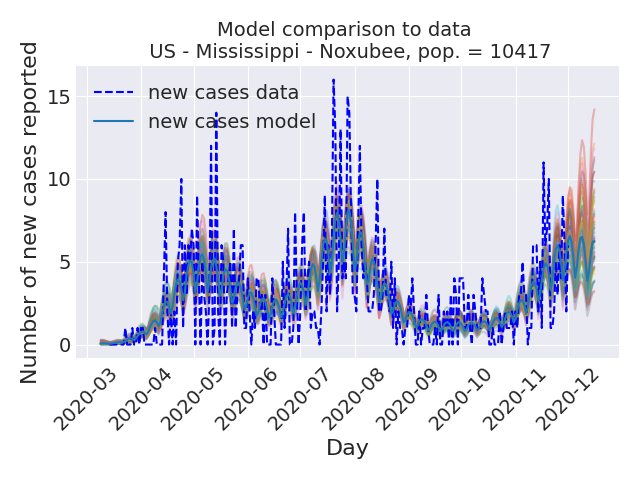 Model comparison to data
US - Mississippi - Noxubee, pop. = 10417
Number of new cases reported
15
10
5
0
new cases data
new cases model
2020-03
2020-04
2020-05
2020-06
2020-07
2020-08
2020-09
2020-10
2020-11
2020-12
Day